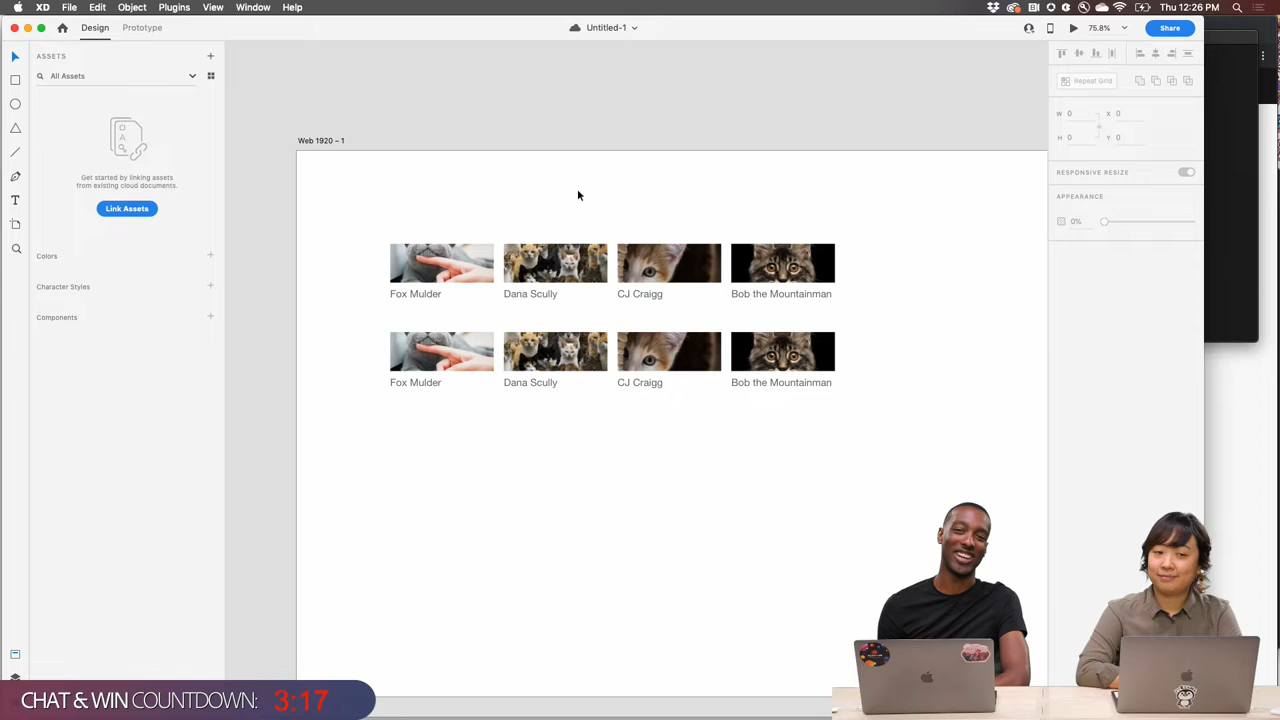 XD File Edit Object Plugins View Window Help
Thu 12:26 PM
Design Prototype
Untitled-1
75.8%
Share
ASSETS
All Assets
Get started by linking assets
from existing cloud documents.
Link Assets
Colors
Character Styles
Components
Web 1920 – 1
Fox Mulder Dana Scully CJ Craigg Bob the Mountainman
Fox Mulder Dana Scully CJ Craigg Bob the Mountainman
Repeat Grid
W 0 X 0
H 0 Y 0
RESPONSIVE RESIZE
APPEARANCE
0%
CHAT & WIN COUNTDOWN: 3:17